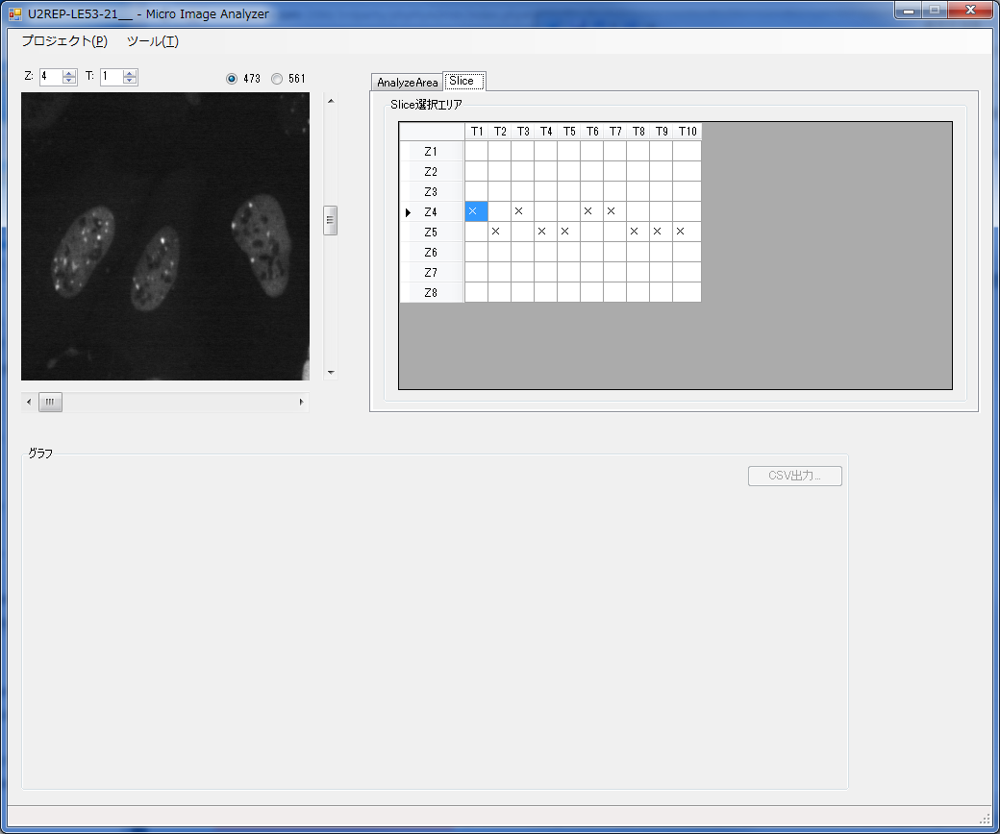 U2REP-LE53-21__ - Micro Image Analyzer
プロジェクト(P) ツール(T)
Z: 4 T: 1 473 561
AnalyzeArea Slice
Slice選択エリア
T1 T2 T3 T4 T5 T6 T7 T8 T9 T10
Z1
Z2
Z3
Z4 × × × ×
Z5 × × × × × ×
Z6
Z7
Z8
グラフ
CSV出力...